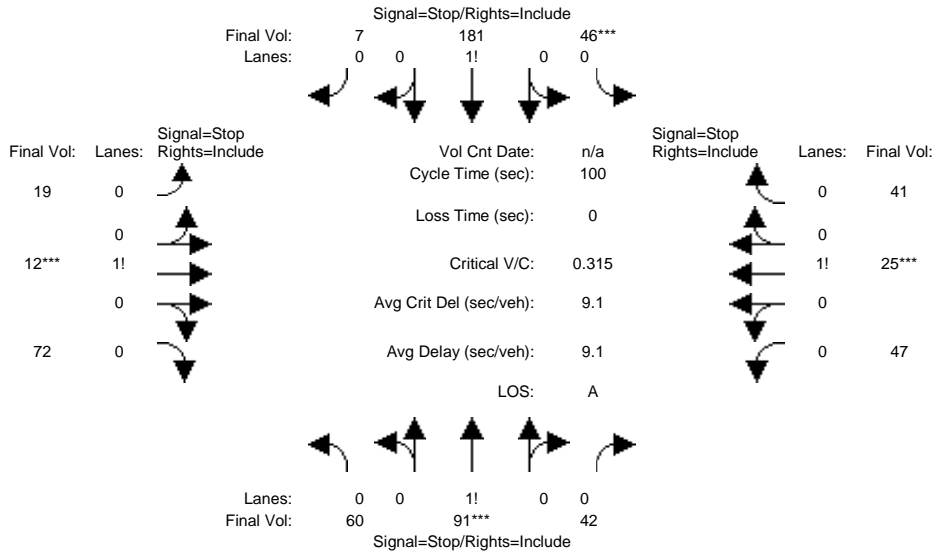 Signal=Stop/Rights=Include
Final Vol: 7 181 46***
Lanes: 0 0 1! 0 0
Signal=Stop Signal=Stop
Final Vol: Lanes: Rights=Include Vol Cnt Date: n/a Rights=Include Lanes: Final Vol:
Cycle Time (sec): 100
19 0 0 41
Loss Time (sec): 0
0 0
12*** 1! Critical V/C: 0.315 1! 25***
0 Avg Crit Del (sec/veh): 9.1 0
72 0 Avg Delay (sec/veh): 9.1 0 47
LOS: A
Lanes: 0 0 1! 0 0
Final Vol: 60 91*** 42
Signal=Stop/Rights=Include